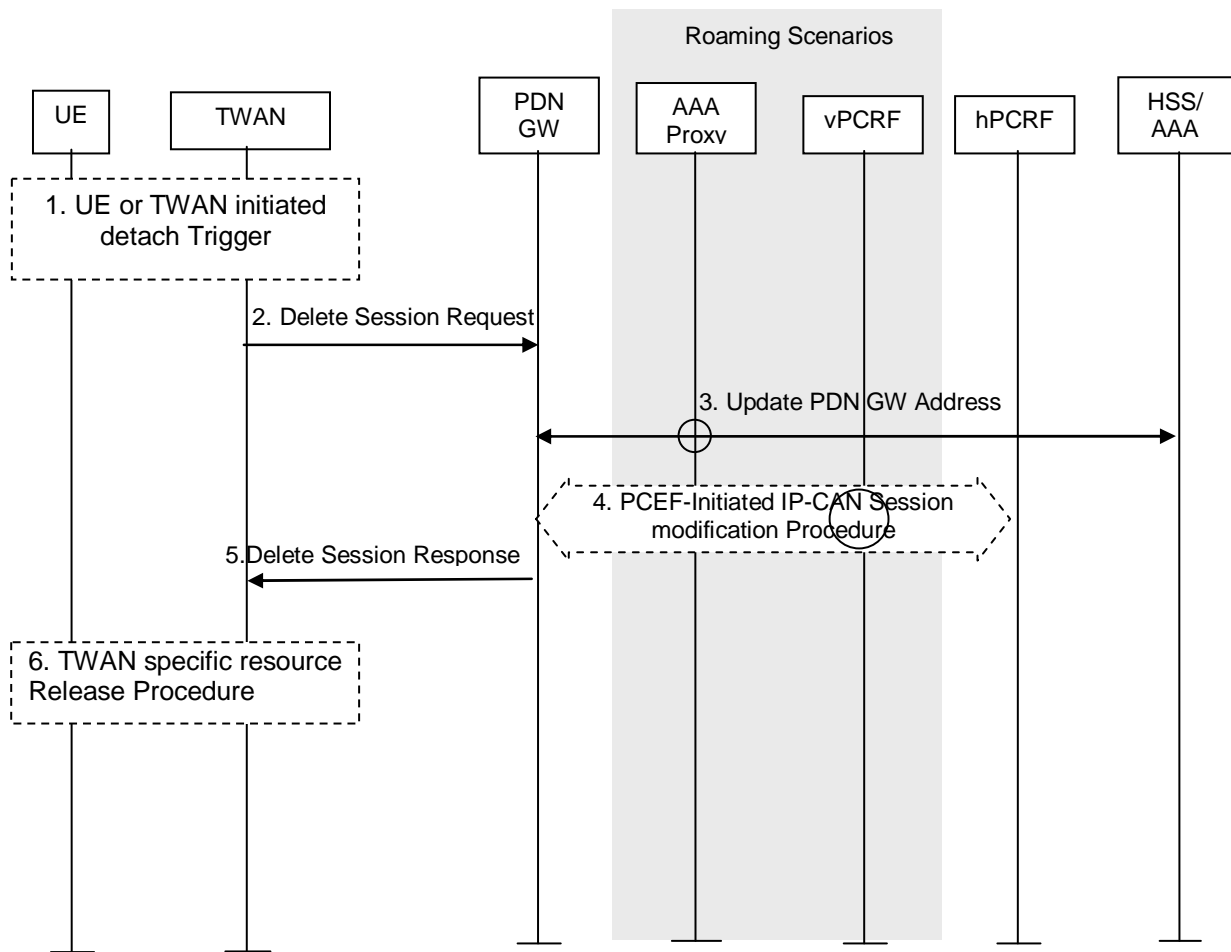 Roaming Scenarios
UE
TWAN
PDN
GW
AAA
Proxy
vPCRF
hPCRF
HSS/
AAA
1. UE or TWAN initiated
detach Trigger
2. Delete Session Request
3. Update PDN GW Address
4. PCEF-Initiated IP-CAN Session
modification Procedure
5.Delete Session Response
6. TWAN specific resource
Release Procedure